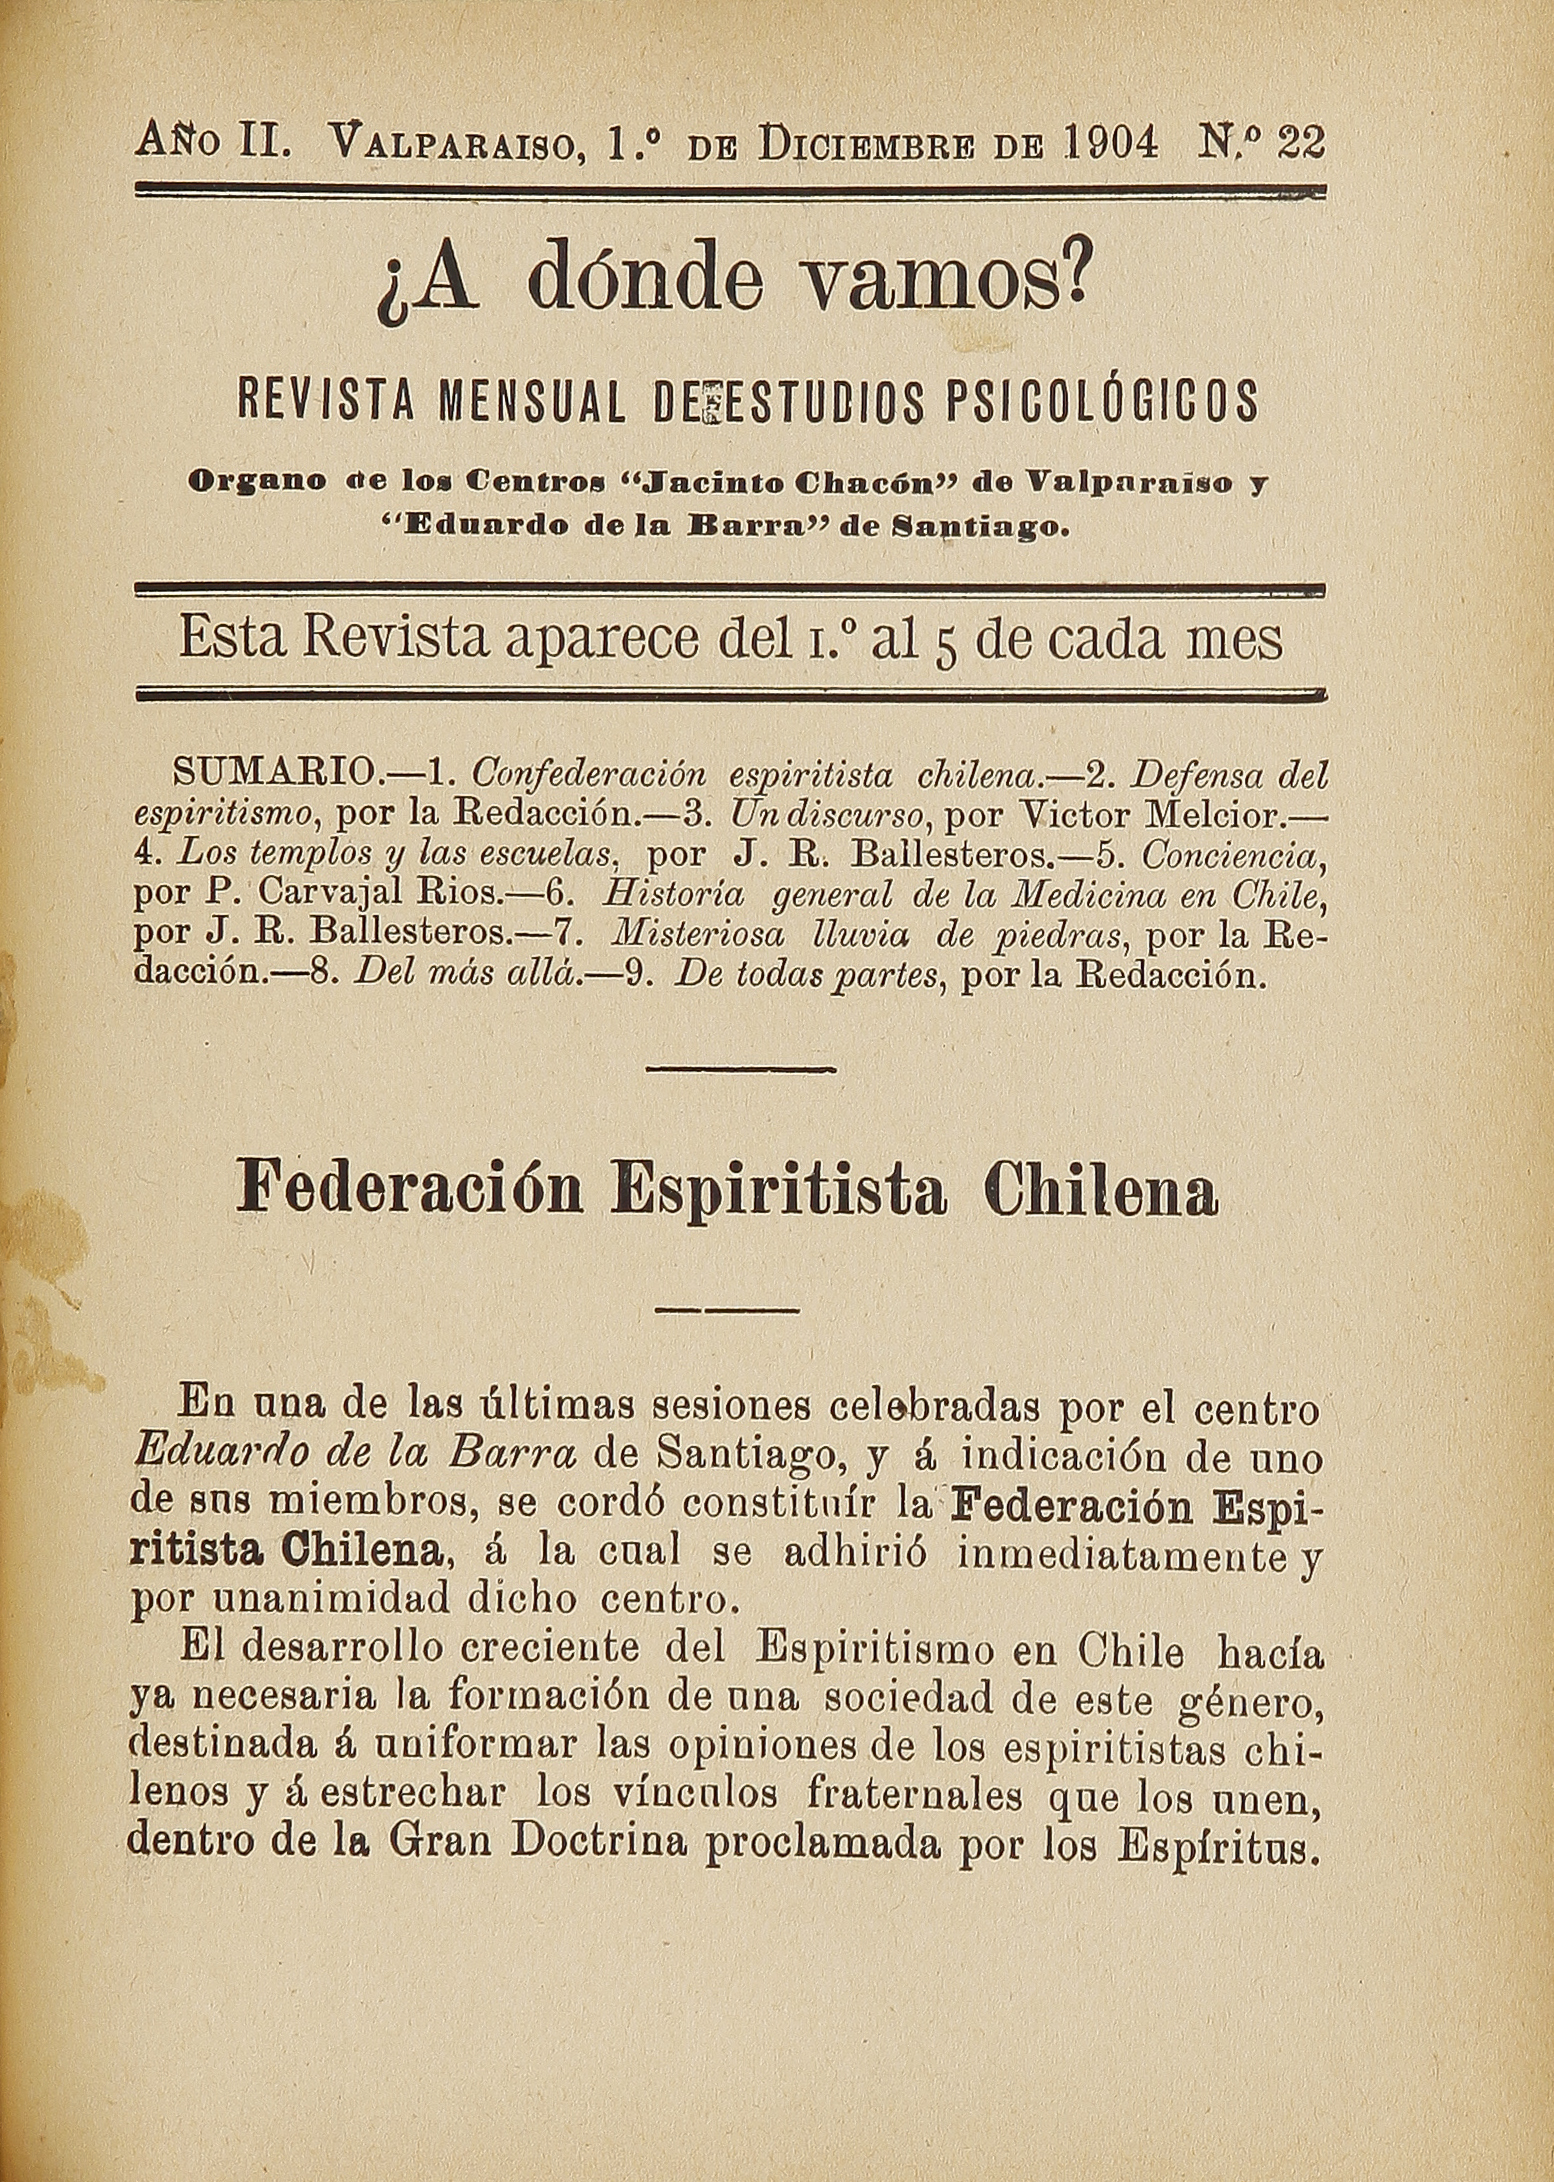 Año II. Valparaiso, 1.º de Diciembre de 1904 N.º 22
¿A dónde vamos?
REVISTA MENSUAL DE ESTUDIOS PSICOLÓGICOS
Organo de los Centros “Jacinto Chacón” de Valparaíso y
“Eduardo de la Barra” de Santiago.
Esta Revista aparece del 1.º al 5 de cada mes
SUMARIO.—1. Confederación espiritista chilena.—2. Defensa del
espiritismo, por la Redacción.—3. Un discurso, por Victor Melcior.—
4. Los templos y las escuelas, por J. R. Ballesteros.—5. Conciencia,
por P. Carvajal Rios.—6. Historía general de la Medicina en Chile,
por J. R. Ballesteros.—7. Misteriosa lluvia de piedras, por la Re-
dacción.—8. Del más allá.—9. De todas partes, por la Redacción.
Federación Espiritista Chilena
En una de las últimas sesiones celebradas por el centro
Eduardo de la Barra de Santiago, y á indicación de uno
de sus miembros, se cordó constituír la Federación Espi-
ritista Chilena, á la cual se adhirió inmediatamente y
por unanimidad dicho centro.
El desarrollo creciente del Espiritismo en Chile hacía
ya necesaria la formación de una sociedad de este género,
destinada á uniformar las opiniones de los espiritistas chi-
lenos y á estrechar los vínculos fraternales que los unen,
dentro de la Gran Doctrina proclamada por los Espíritus.